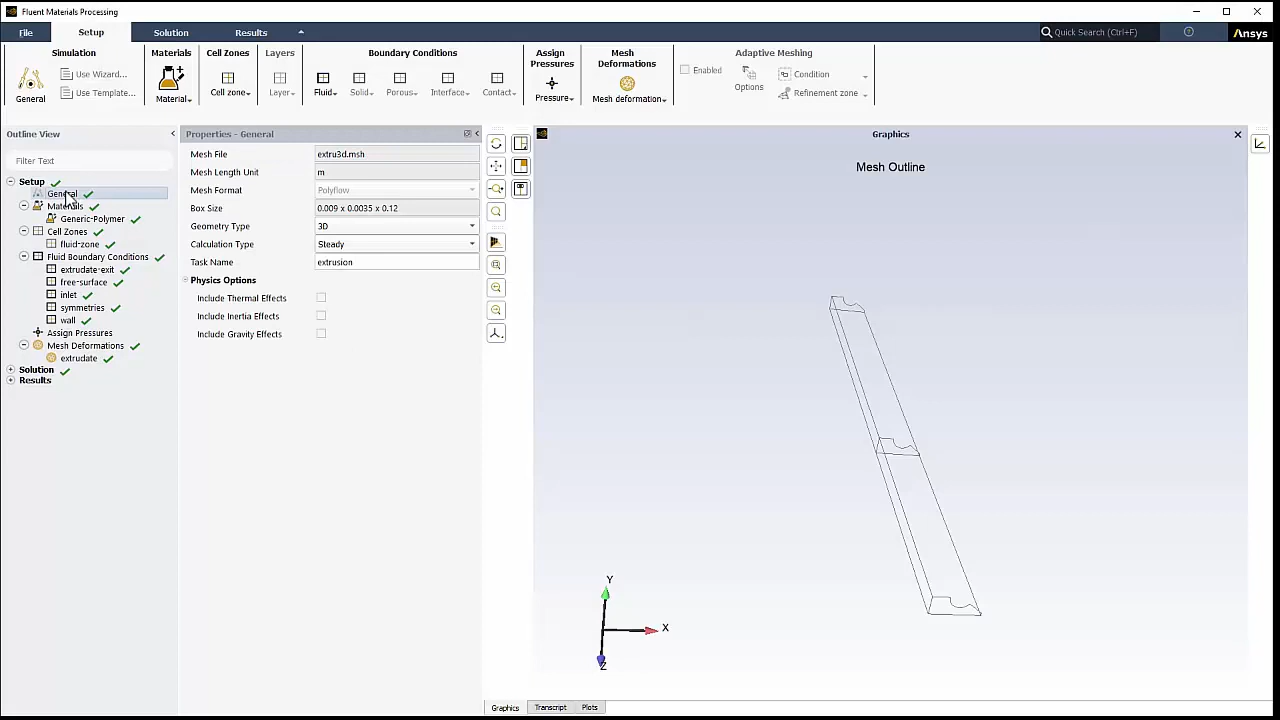 Fluent Materials Processing
File Setup Solution Results
Quick Search (Ctrl+F)
Ansys
Simulation
General
Use Wizard...
Use Template...
Materials
Material
Cell Zones
Cell zone
Layers
Layer
Boundary Conditions
Fluid
Solid
Porous
Interface
Contact
Assign
Pressures
Pressure
Mesh
Deformations
Mesh deformation
Adaptive Meshing
Enabled
Options
Condition
Refinement zone
Outline View
Filter Text
Setup
General
Materials
Generic-Polymer
Cell Zones
fluid-zone
Fluid Boundary Conditions
extrudate-exit
free-surface
inlet
symmetries
wall
Assign Pressures
Mesh Deformations
extrudate
Solution
Results
Properties - General
Mesh File extru3d.msh
Mesh Length Unit m
Mesh Format Polyflow
Box Size 0.009 x 0.0035 x 0.12
Geometry Type 3D
Calculation Type Steady
Task Name extrusion
Physics Options
Include Thermal Effects
Include Inertia Effects
Include Gravity Effects
Graphics
Mesh Outline
Y
X
Z
Graphics Transcript Plots